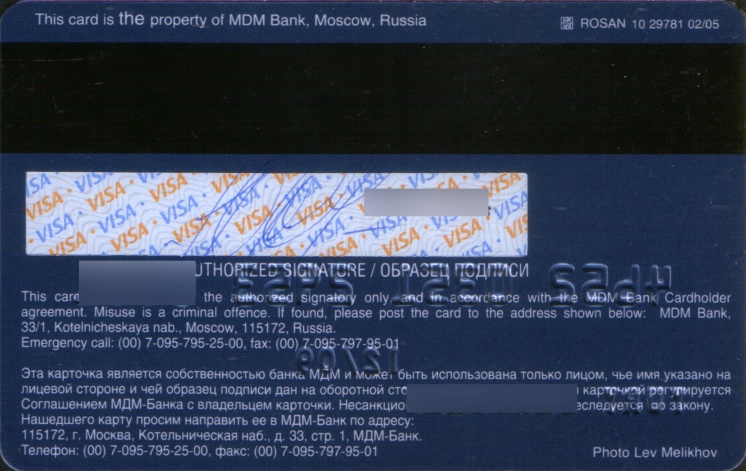 This card is the property of MDM Bank, Moscow, Russia
ROSAN 10 29781 02/05
VISA
UTHORIZED SIGNATURE / ОБРАЗЕЦ ПОДПИСИ
This car the authorized signatory only, and in accordance with the MDM Bank Cardholder
agreement. Misuse is a criminal offence. If found, please post the card to the address shown below: MDM Bank,
33/1, Kotelnicheskaya nab., Moscow, 115172, Russia.
Emergency call: (00) 7-095-795-25-00, fax: (00) 7-095-797-95-01
Эта карточка является собственностью банка МДМ и может быть использована только лицом, чье имя указано на
лицевой стороне и чей образец подписи дан на оборотной сто карточкой регулируется
Соглашением МДМ-Банка с владельцем карточки. Несанкцио еследуется по закону.
Нашедшего карту просим направить ее в МДМ-Банк по адресу:
115172, г. Москва, Котельническая наб., д. 33, стр. 1, МДМ-Банк.
Телефон: (00) 7-095-795-25-00, факс: (00) 7-095-797-95-01
Photo Lev Melikhov